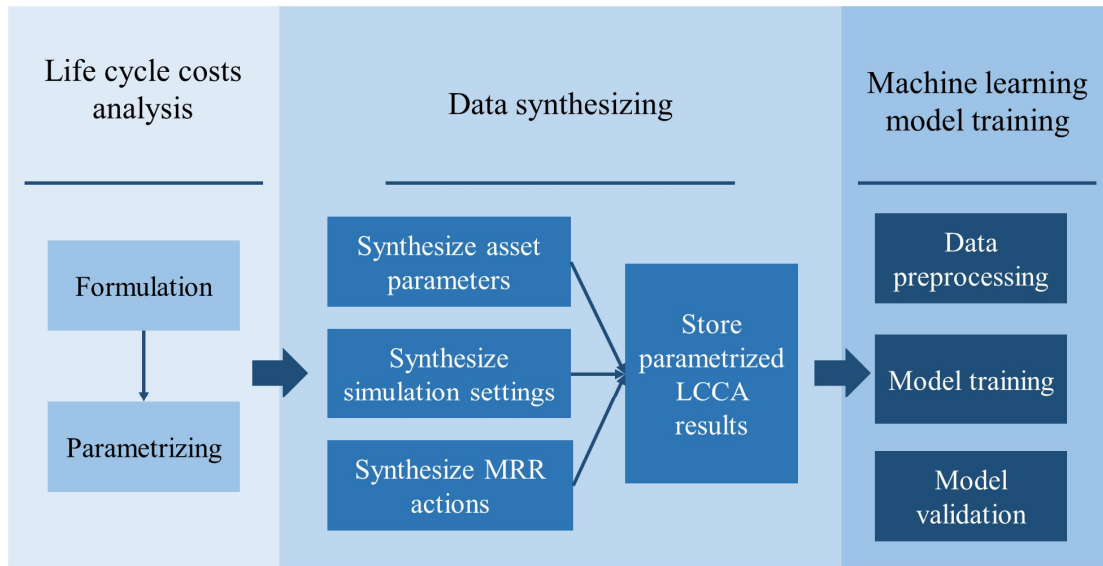 Life cycle costs
analysis
Formulation
Parametrizing
Data synthesizing
Synthesize asset
parameters
Synthesize
simulation settings
Synthesize MRR
actions
Store
parametrized
LCCA
results
Machine learning
model training
Data
preprocessing
Model training
Model
validation